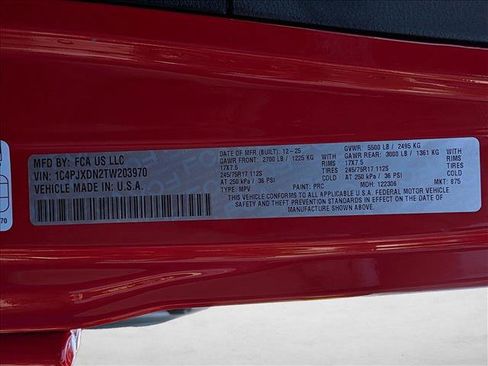 MFD. BY: FCA US LLC
VIN: 1C4PJXDN2TW203970
VEHICLE MADE IN: U.S.A.
DATE OF MFR (BUILT): 12-25 GVWR: 5500 LB / 2495 KG
GAWR FRONT: 2700 LB / 1225 KG WITH GAWR REAR: 3000 LB / 1361 KG WITH
17X7.5 RIMS 17X7.5 RIMS
245/75R17 112S TIRES 245/75R17 112S TIRES
AT 250 kPa / 36 PSI COLD AT 250 kPa / 36 PSI COLD
TYPE: MPV PAINT: PRC MDH: 122306 MKT: 875
THIS VEHICLE CONFORMS TO ALL APPLICABLE U.S.A. FEDERAL MOTOR VEHICLE
SAFETY AND THEFT PREVENTION STANDARDS IN EFFECT ON THE DATE OF MANUFACTURE
SHOWN ABOVE.
70